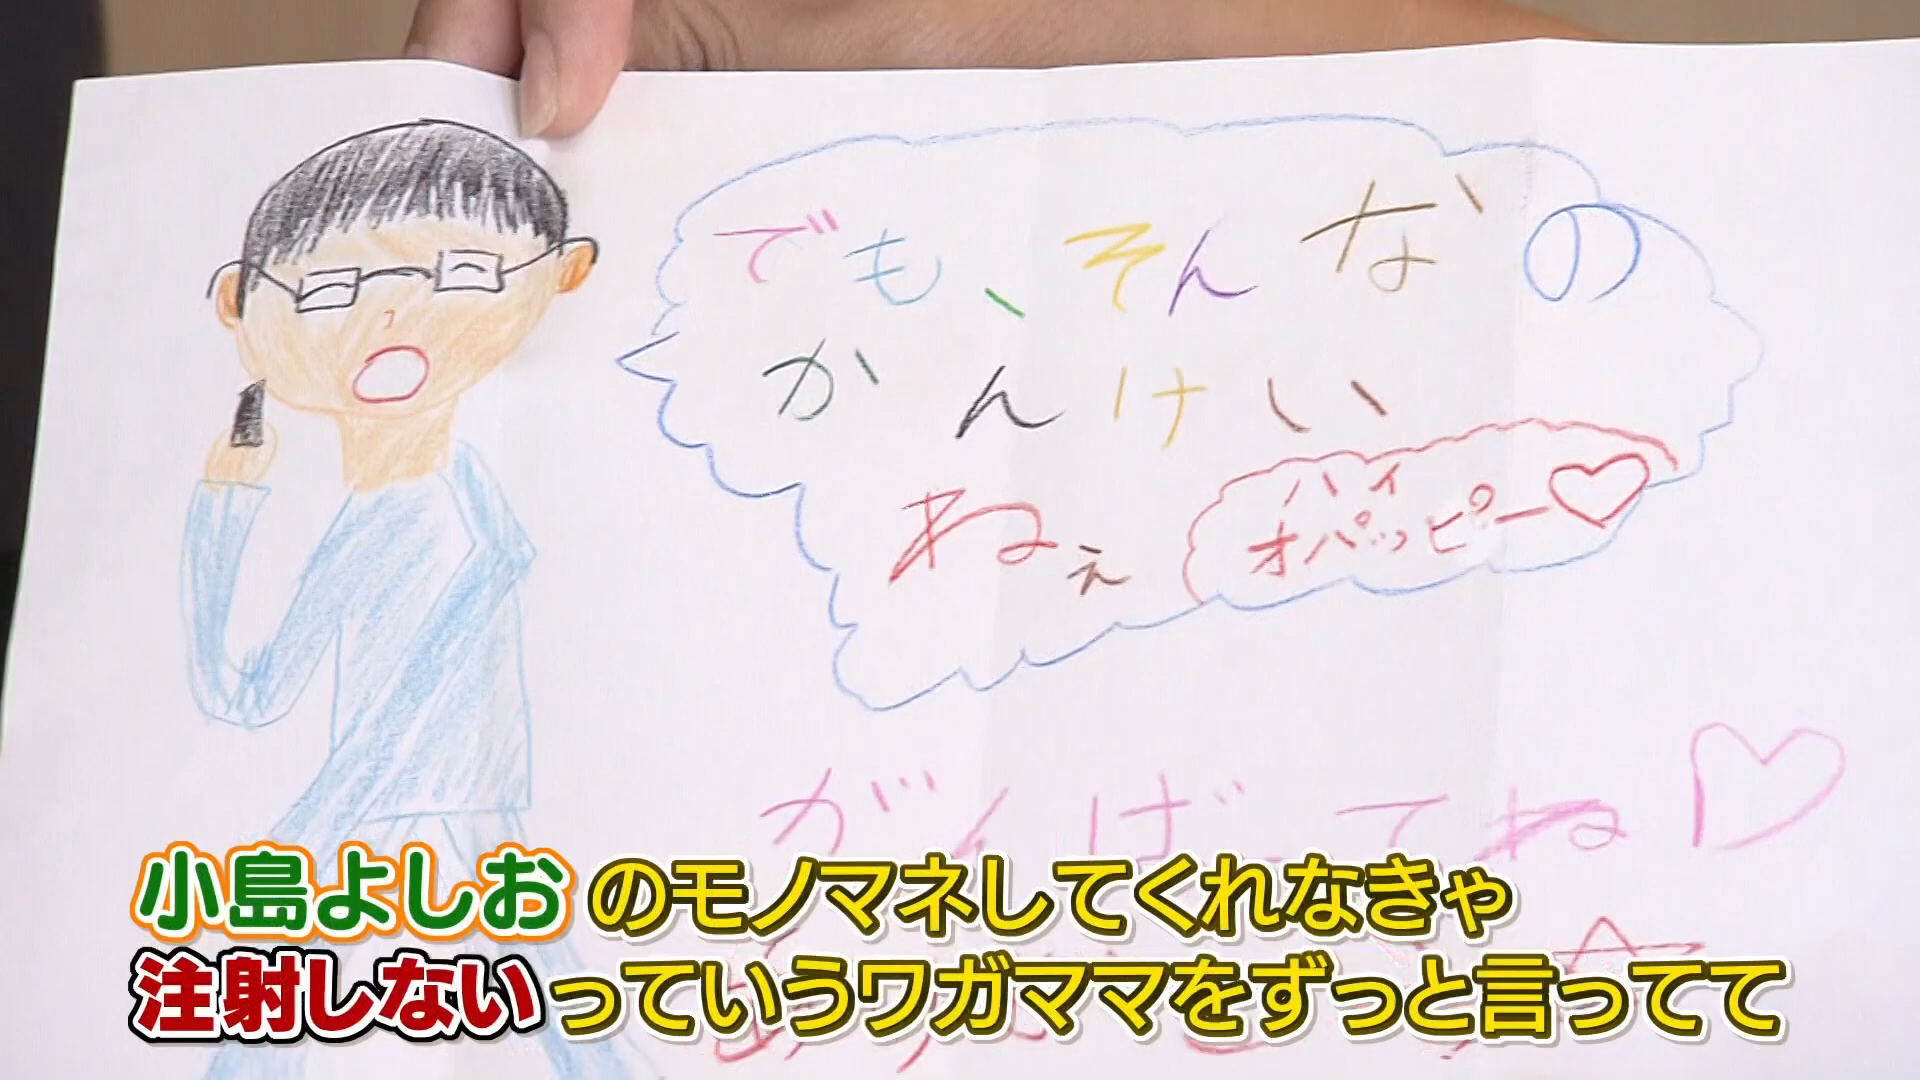 でも、そんなの
かんけい
ねぇ
ハイ
オパッピー♡
がんばってね♡
小島よしおのモノマネしてくれなきゃ
注射しないっていうワガママをずっと言ってて